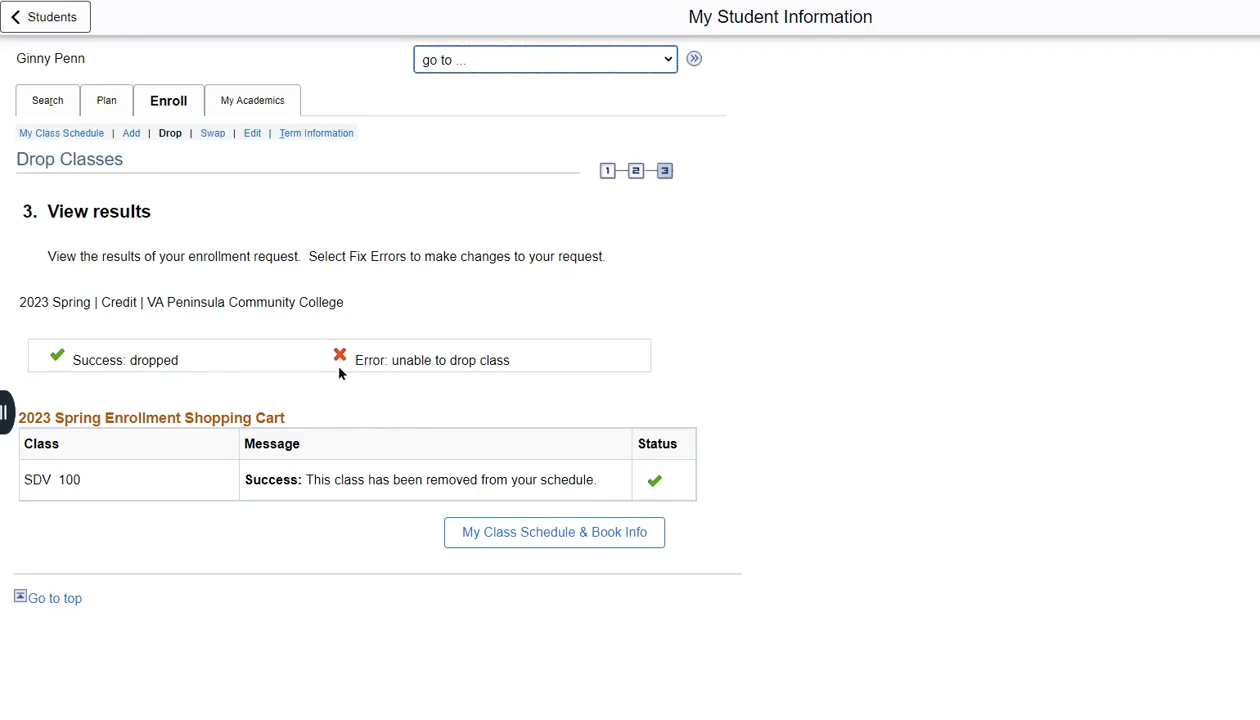 Students
My Student Information
Ginny Penn
go to ...
Search
Plan
Enroll
My Academics
My Class Schedule | Add | Drop | Swap | Edit | Term Information
Drop Classes
1 2 3
3. View results
View the results of your enrollment request. Select Fix Errors to make changes to your request.
2023 Spring | Credit | VA Peninsula Community College
Success: dropped
Error: unable to drop class
2023 Spring Enrollment Shopping Cart
Class Message Status
SDV 100 Success: This class has been removed from your schedule.
My Class Schedule & Book Info
Go to top